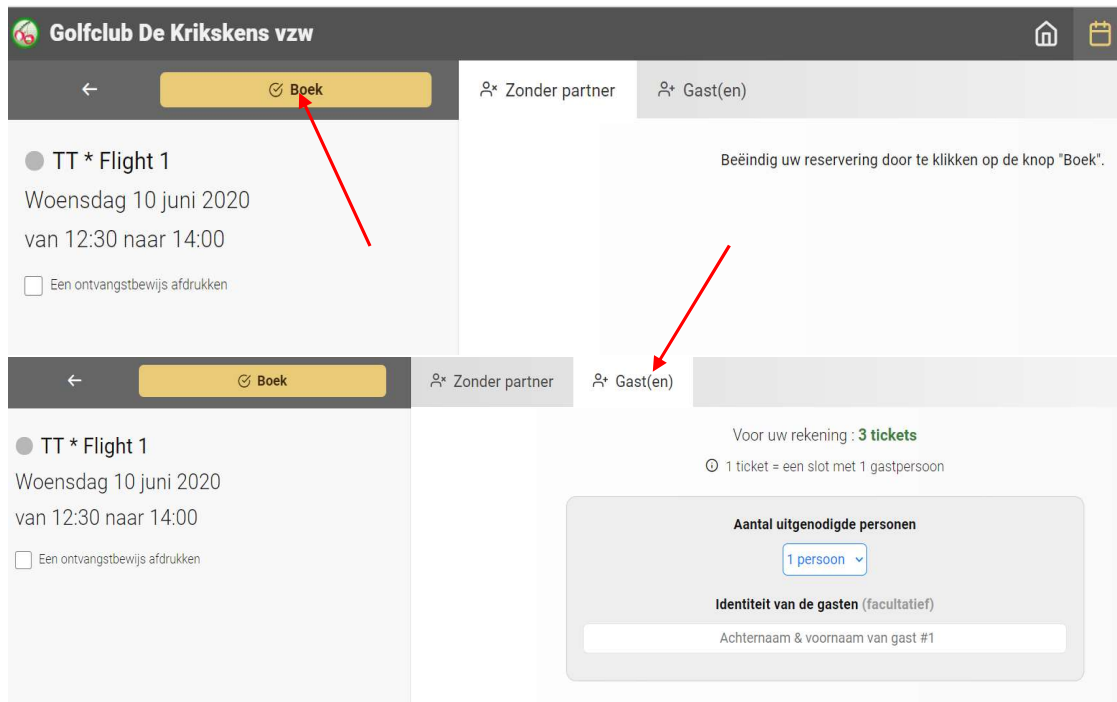 Golfclub De Krikskens vzw
Boek
Zonder partner
Gast(en)
TT * Flight 1
Woensdag 10 juni 2020
van 12:30 naar 14:00
Een ontvangstbewijs afdrukken
Beëindig uw reservering door te klikken op de knop "Boek".
Boek
Zonder partner
Gast(en)
TT * Flight 1
Woensdag 10 juni 2020
van 12:30 naar 14:00
Een ontvangstbewijs afdrukken
Voor uw rekening : 3 tickets
1 ticket = een slot met 1 gastpersoon
Aantal uitgenodigde personen
1 persoon
Identiteit van de gasten (facultatief)
Achternaam & voornaam van gast #1